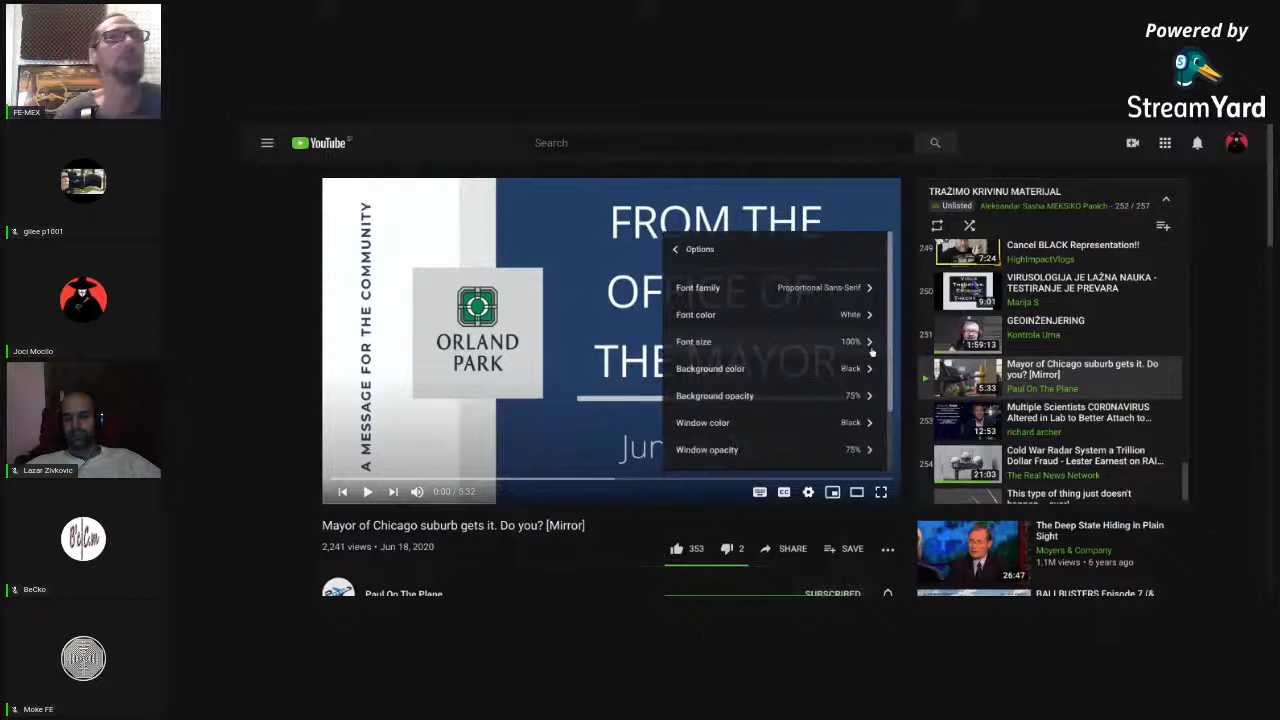 Powered by
StreamYard
FE-MEX
gilee p1001
Joci Mocilo
Lazar Zivkovic
BeCko
Moke FE
YouTube
Search
A MESSAGE FOR THE COMMUNITY
ORLAND
PARK
FROM THE
OFFICE OF
THE MAYOR
Jun
Options
Font family Proportional Sans-Serif
Font color White
Font size 100%
Background color Black
Background opacity 75%
Window color Black
Window opacity 75%
0:00 / 5:32
Mayor of Chicago suburb gets it. Do you? [Mirror]
2,241 views • Jun 18, 2020
353
2
SHARE
SAVE
Paul On The Plane
SUBSCRIBED
TRAŽIMO KRIVINU MATERIJAL
Unlisted Aleksandar Sasha MEKSIKO Panich - 252 / 257
249
7:24
Cancel BLACK Representation!!
HighImpactVlogs
250
9:01
VIRUSOLOGIJA JE LAŽNA NAUKA -
TESTIRANJE JE PREVARA
Marija S
251
1:59:13
GEOINŽENJERING
Kontrola Uma
5:33
Mayor of Chicago suburb gets it. Do
you? [Mirror]
Paul On The Plane
253
12:53
Multiple Scientists C0R0NAVIRUS
Altered in Lab to Better Attach to...
richard archer
254
21:03
Cold War Radar System a Trillion
Dollar Fraud - Lester Earnest on RAI...
The Real News Network
This type of thing just doesn't
26:47
The Deep State Hiding in Plain
Sight
Moyers & Company
1.1M views • 6 years ago
BALLBUSTERS Episode 7 (&